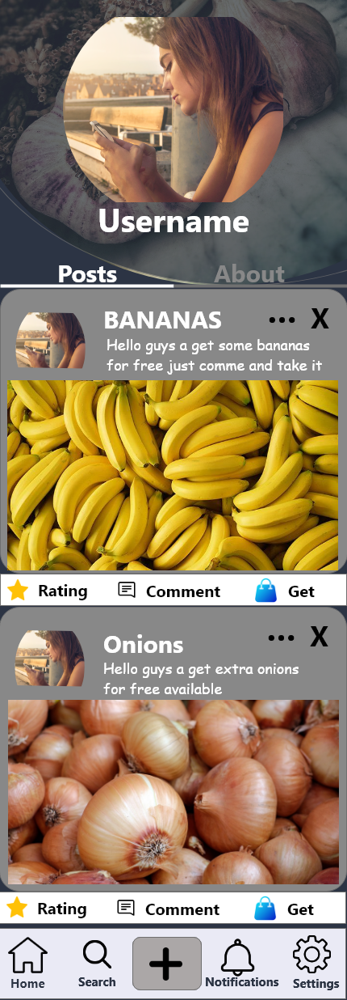 Username
Posts About
BANANAS ••• X
Hello guys a get some bananas
for free just comme and take it
Rating Comment Get
Onions ••• X
Hello guys a get extra onions
for free available
Rating Comment Get
Home Search Notifications Settings